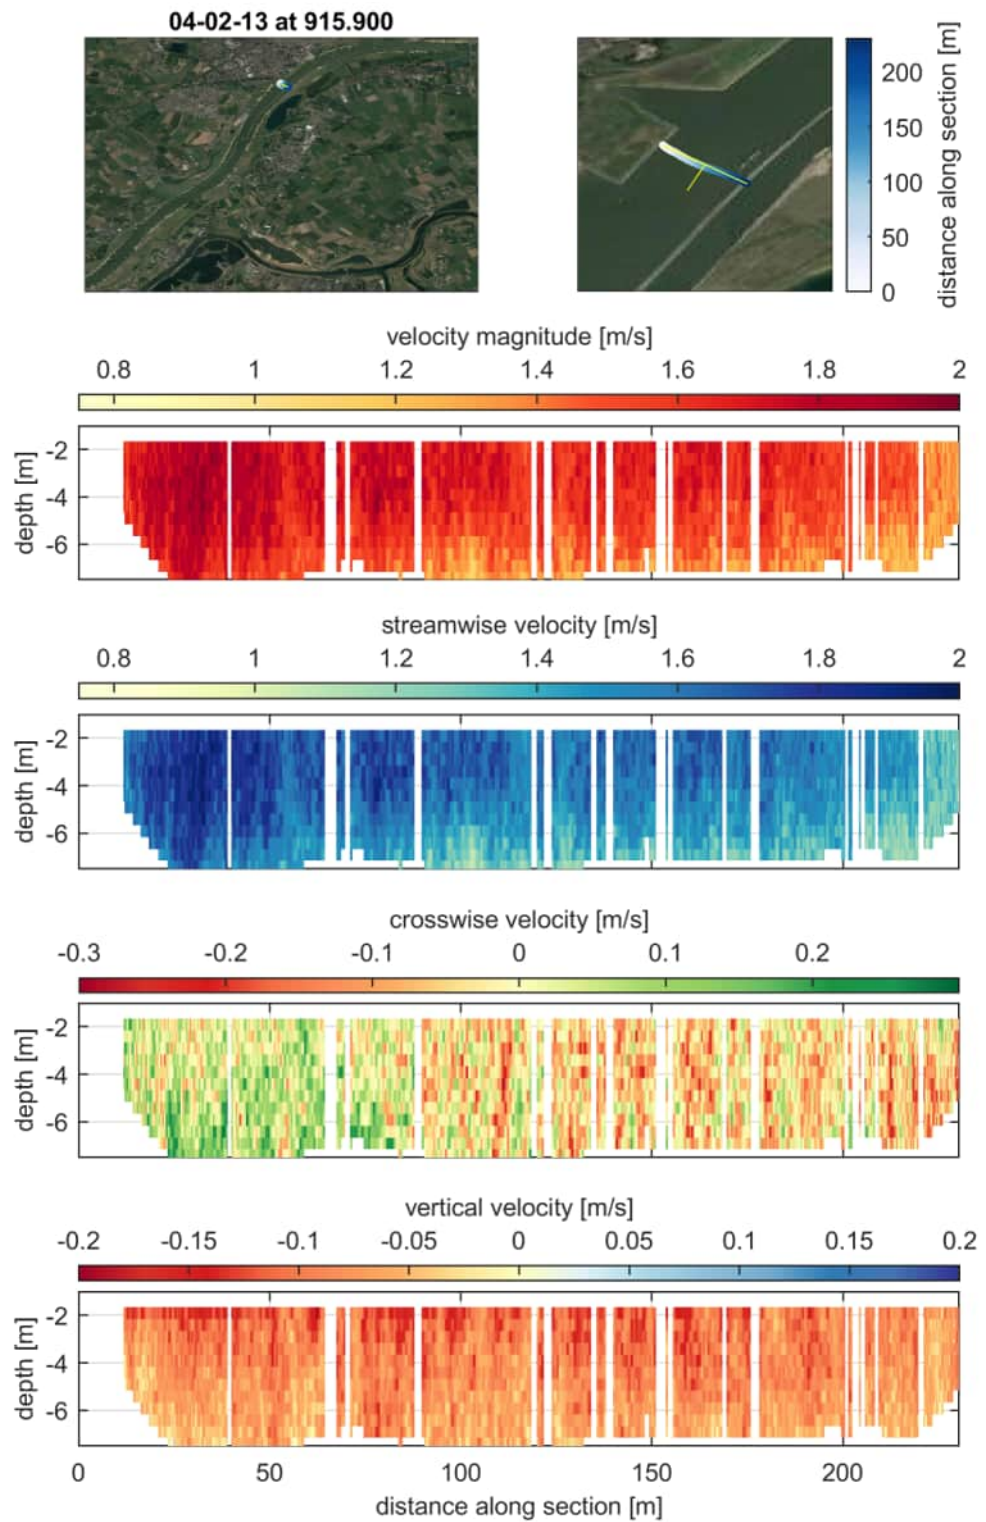 04-02-13 at 915.900
200
150
100
50
0
distance along section [m]
velocity magnitude [m/s]
0.8 1 1.2 1.4 1.6 1.8 2
-2
-4
-6
depth [m]
streamwise velocity [m/s]
0.8 1 1.2 1.4 1.6 1.8 2
-2
-4
-6
depth [m]
crosswise velocity [m/s]
-0.3 -0.2 -0.1 0 0.1 0.2
-2
-4
-6
depth [m]
vertical velocity [m/s]
-0.2 -0.15 -0.1 -0.05 0 0.05 0.1 0.15 0.2
-2
-4
-6
depth [m]
0 50 100 150 200
distance along section [m]